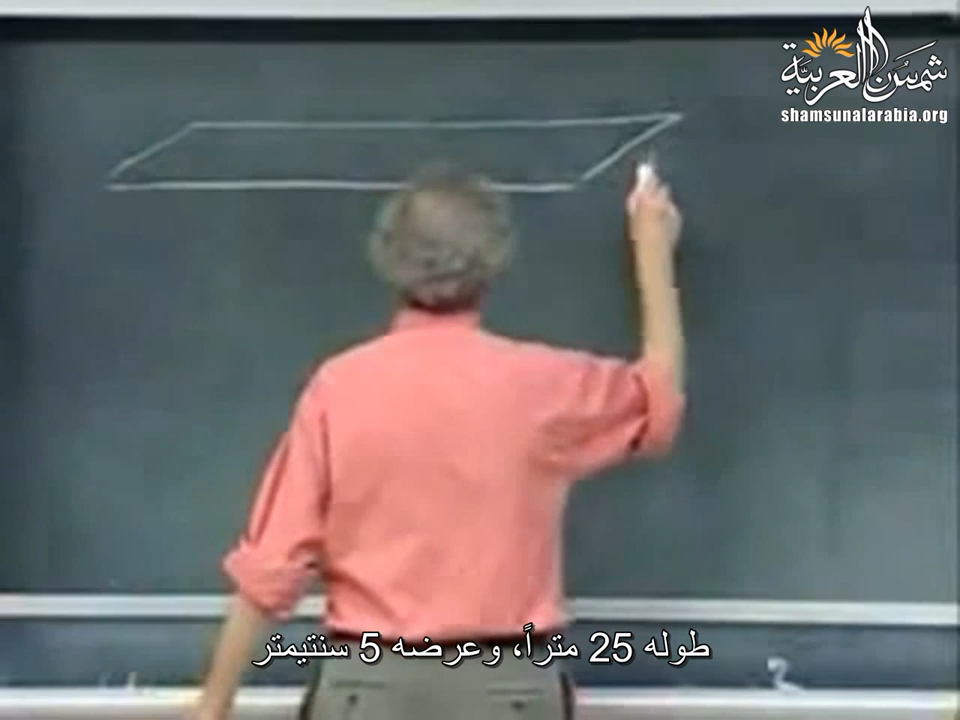 شمس العربية
shamsunalarabia.org
طوله 25 متراً، وعرضه 5 سنتيمتر